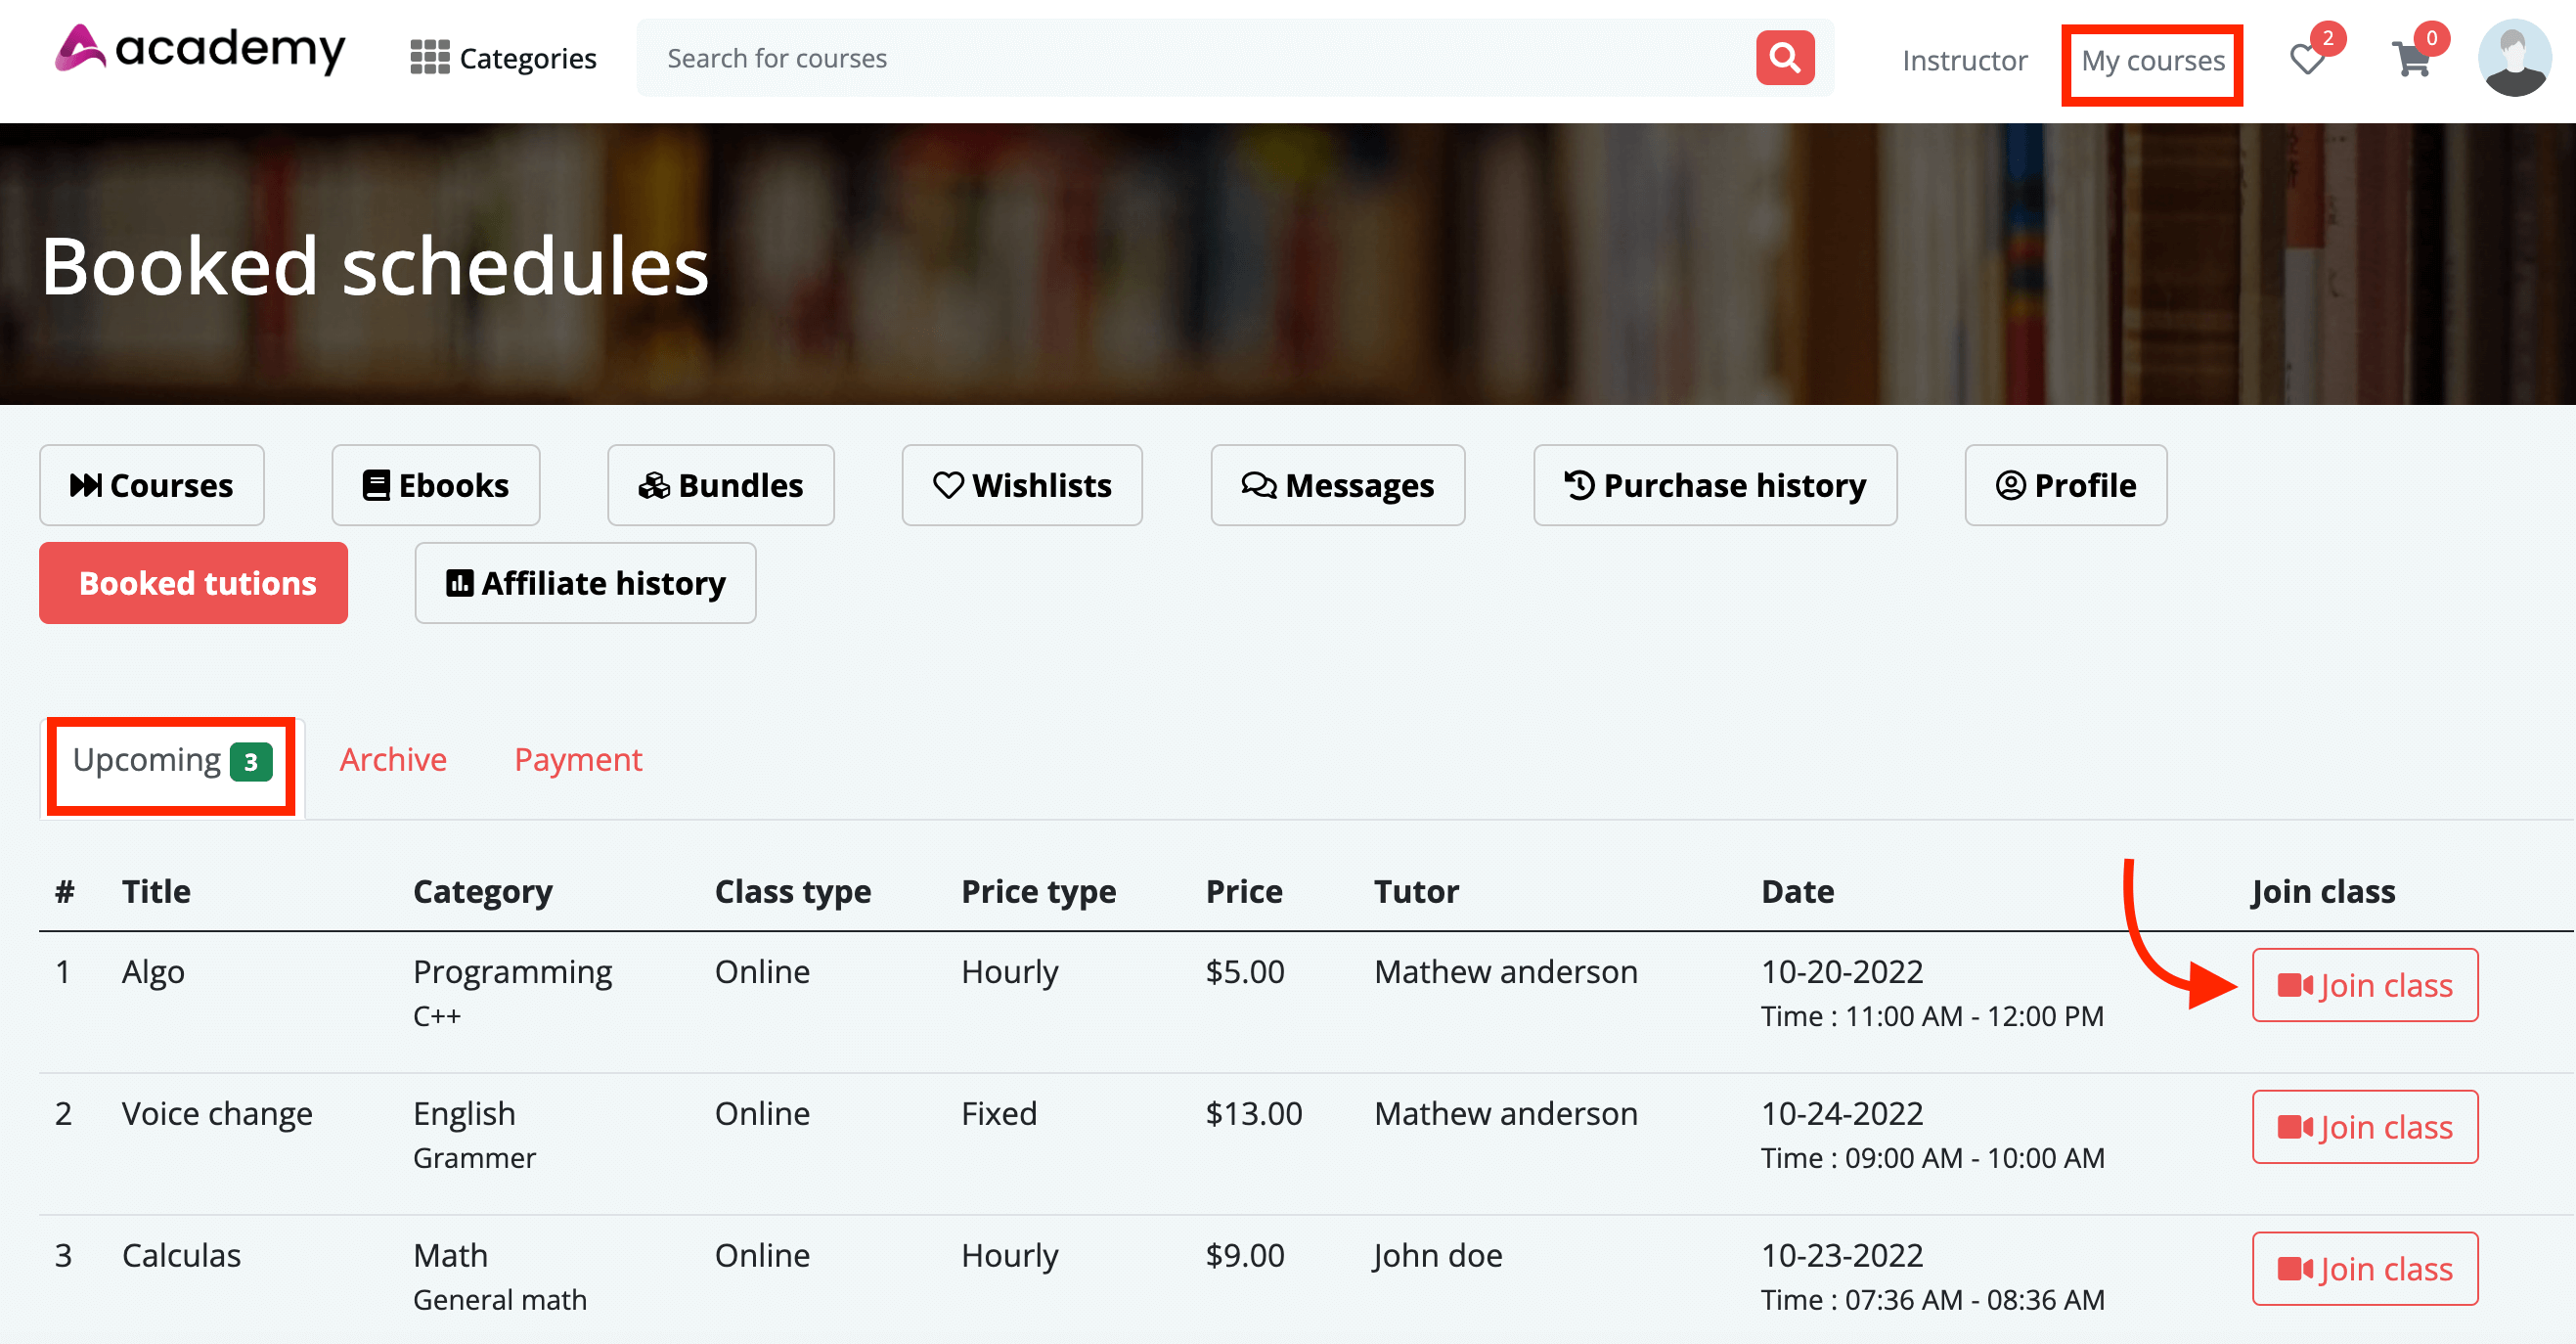 academy
Categories
Search for courses
Instructor
My courses
2
0
Booked schedules
Courses
Ebooks
Bundles
Wishlists
Messages
Purchase history
Profile
Booked tutions
Affiliate history
Upcoming 3
Archive
Payment
# Title Category Class type Price type Price Tutor Date Join class
1 Algo Programming Online Hourly $5.00 Mathew anderson 10-20-2022 Join class
C++ Time : 11:00 AM - 12:00 PM
2 Voice change English Online Fixed $13.00 Mathew anderson 10-24-2022 Join class
Grammer Time : 09:00 AM - 10:00 AM
3 Calculas Math Online Hourly $9.00 John doe 10-23-2022 Join class
General math Time : 07:36 AM - 08:36 AM